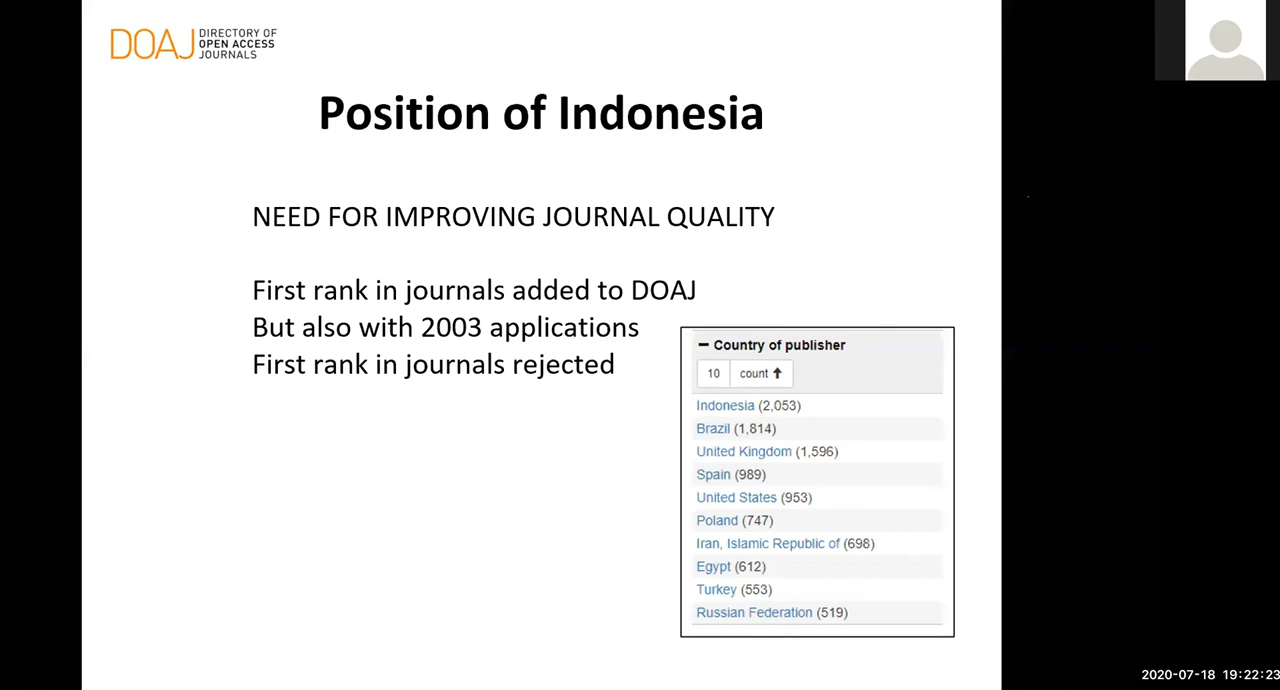 DOAJ DIRECTORY OF
OPEN ACCESS
JOURNALS
Position of Indonesia
NEED FOR IMPROVING JOURNAL QUALITY
First rank in journals added to DOAJ
But also with 2003 applications
First rank in journals rejected
Country of publisher
10 count
Indonesia (2,053)
Brazil (1,814)
United Kingdom (1,596)
Spain (989)
United States (953)
Poland (747)
Iran, Islamic Republic of (698)
Egypt (612)
Turkey (553)
Russian Federation (519)
2020-07-18 19:22:23